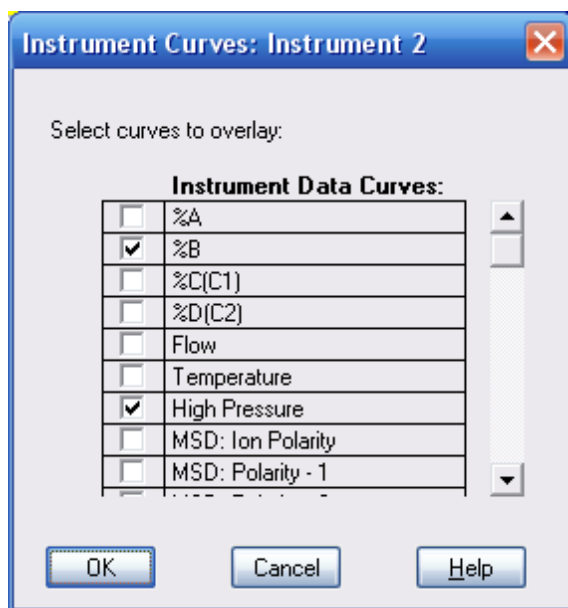 Instrument Curves: Instrument 2
Select curves to overlay:
Instrument Data Curves:
%A
%B
%C(C1)
%D(C2)
Flow
Temperature
High Pressure
MSD: Ion Polarity
MSD: Polarity - 1
OK
Cancel
Help